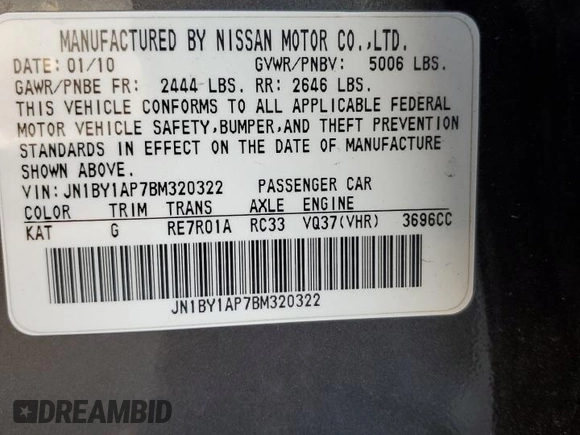 MANUFACTURED BY NISSAN MOTOR CO.,LTD.
DATE: 01/10 GVWR/PNBV: 5006 LBS.
GAWR/PNBE FR: 2444 LBS. RR: 2646 LBS.
THIS VEHICLE CONFORMS TO ALL APPLICABLE FEDERAL
MOTOR VEHICLE SAFETY,BUMPER,AND THEFT PREVENTION
STANDARDS IN EFFECT ON THE DATE OF MANUFACTURE
SHOWN ABOVE.
VIN:JN1BY1AP7BM320322 PASSENGER CAR
COLOR TRIM TRANS AXLE ENGINE
KAT G RE7R01A RC33 VQ37(VHR) 3696CC
JN1BY1AP7BM320322
DREAMBID